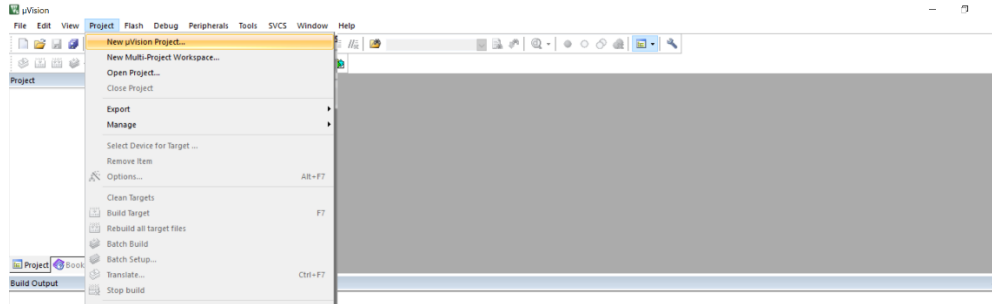 µVision
File Edit View Project Flash Debug Peripherals Tools SVCS Window Help
New µVision Project...
New Multi-Project Workspace...
Project
Open Project...
Close Project
Export
Manage
Select Device for Target ...
Remove Item
Options... Alt+F7
Clean Targets
Build Target F7
Rebuild all target files
Batch Build
Project Book
Batch Setup...
Translate... Ctrl+F7
Build Output
Stop build